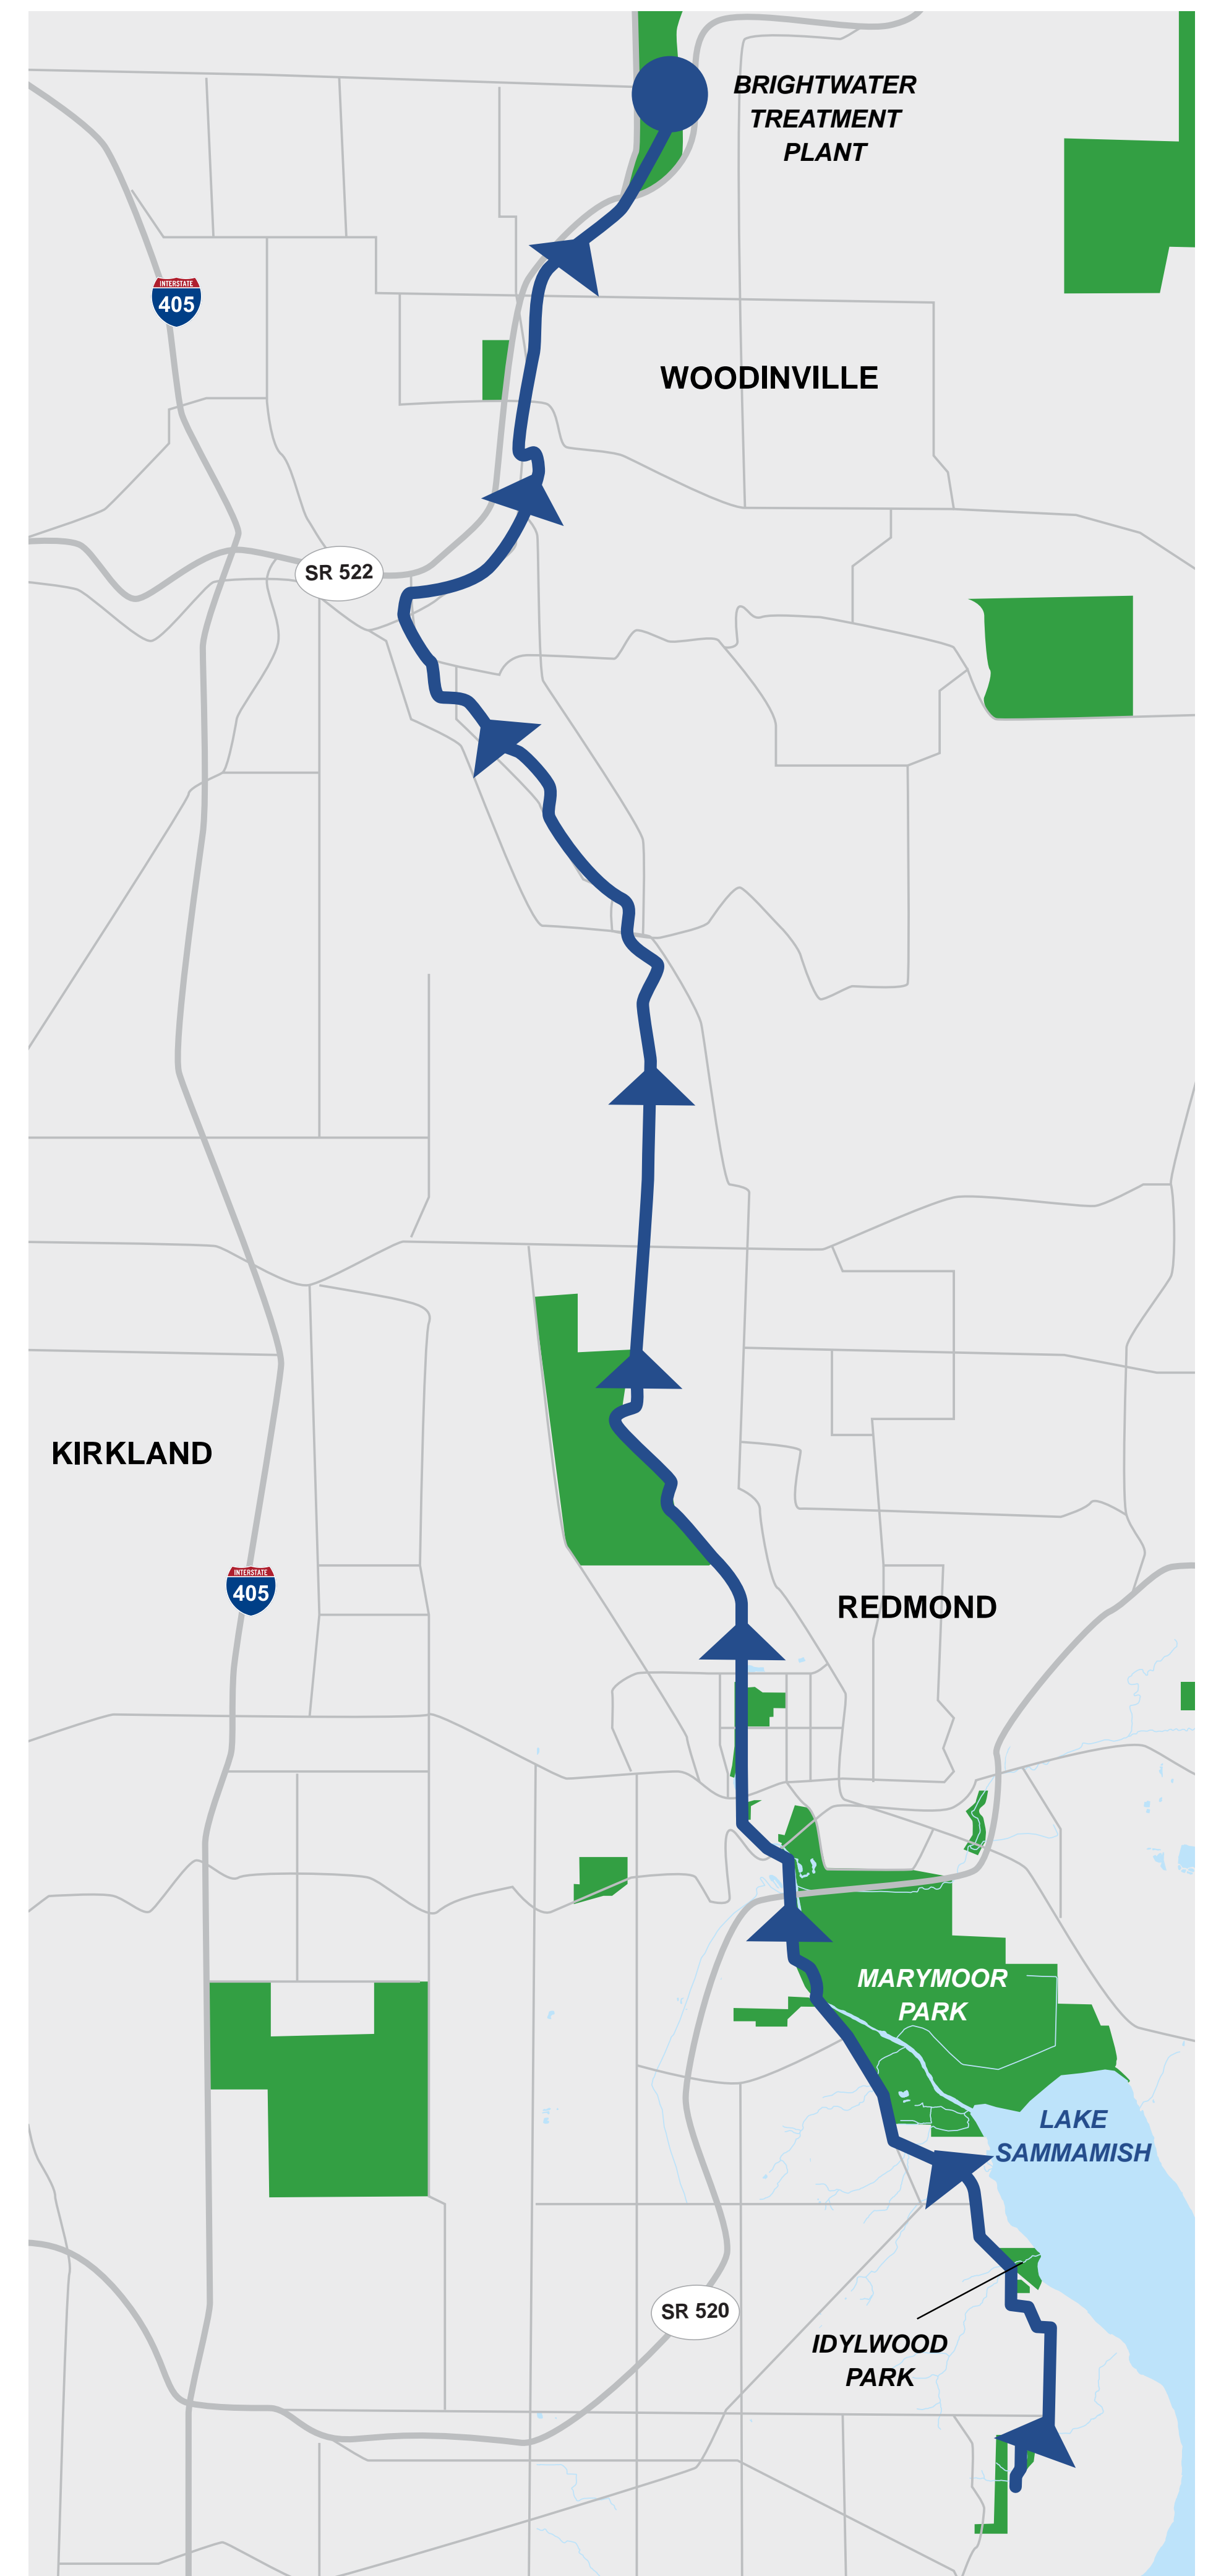 BRIGHTWATER
TREATMENT
PLANT
INTERSTATE
405
WOODINVILLE
SR 522
KIRKLAND
INTERSTATE
405
REDMOND
MARYMOOR
PARK
LAKE
SAMMAMISH
SR 520
IDYLWOOD
PARK